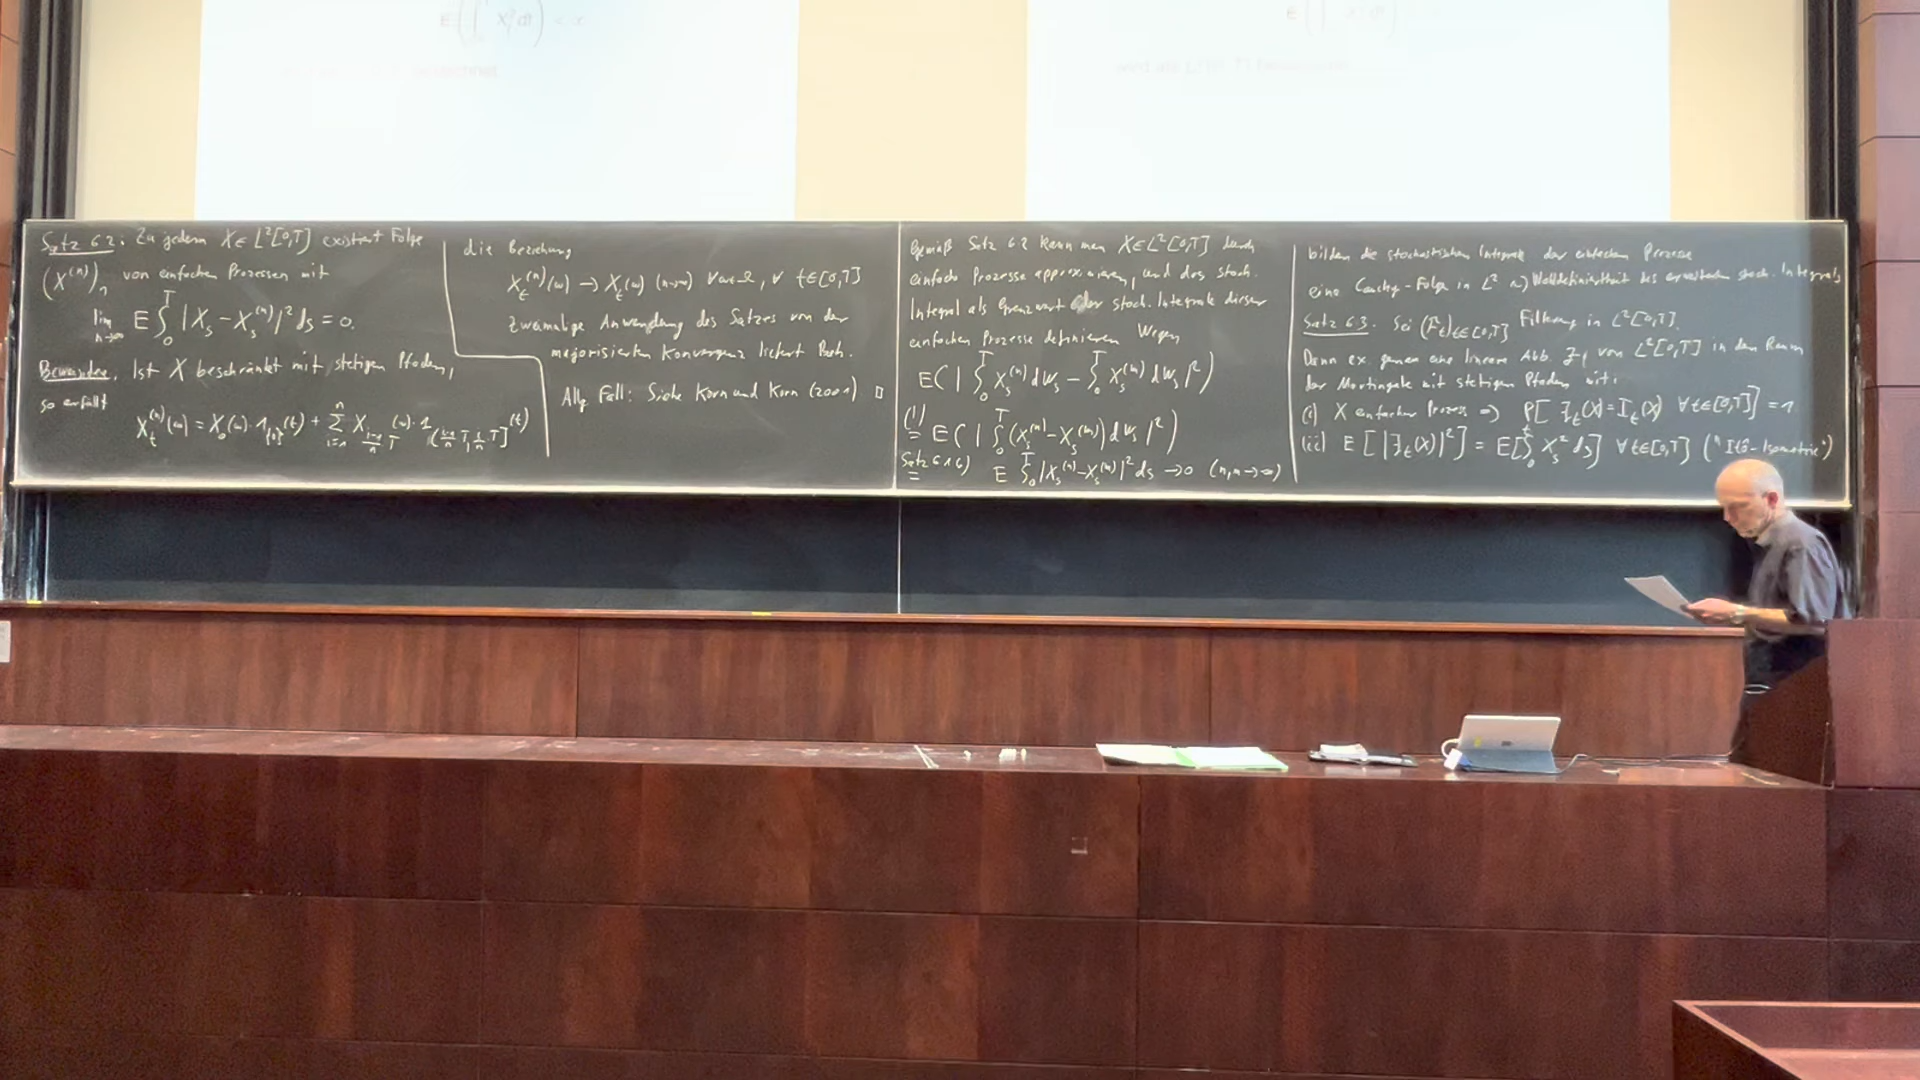 E ( ∫ X_t² dt ) < ∞
Satz 6.2: Zu jedem X ∈ L²[0,T] existiert Folge
(X^(n))_n von einfachen Prozessen mit
lim_{n→∞} E ∫_0^T |X_s − X_s^(n)|² ds = 0.
Beweisidee. Ist X beschränkt mit stetigen Pfaden,
so erfüllt
X_t^(n)(ω) = X_0(ω)·1_{0}(t) + Σ_{i=1}^n X_{(i-1)/n T}(ω)·1_{((i-1)/n T, i/n T]}(t)
die Beziehung
X_t^(n)(ω) → X_t(ω) (n→∞) ∀ω∈Ω, ∀ t∈[0,T]
Zweimalige Anwendung des Satzes von der
majorisierten Konvergenz liefert Beh.
Allg. Fall: Siehe Korn und Korn (2001) □
Gemäß Satz 6.2 kann man X∈L²[0,T] durch
einfache Prozesse approximieren, und das stoch.
Integral als Grenzwert der stoch. Integrale dieser
einfachen Prozesse definieren. Wegen
E( | ∫_0^T X_s^(n) dW_s − ∫_0^T X_s^(m) dW_s |² )
(!)
= E( | ∫_0^T (X_s^(n) − X_s^(m)) dW_s |² )
Satz 6.1 b)
= E ∫_0^T |X_s^(n) − X_s^(m)|² ds → 0 (n,m→∞)
bilden die stochastischen Integrale der einfachen Prozesse
eine Cauchy-Folge in L² ⇝ Wohldefiniertheit des erweiterten stoch. Integrals
Satz 6.3. Sei (F_t)_{t∈[0,T]} Filterung in L²[0,T].
Dann ex. genau eine lineare Abb. J von L²[0,T] in den Raum
der Martingale mit stetigen Pfaden mit:
(i) X einfacher Prozess ⇒ P[ J_t(X) = I_t(X) ∀t∈[0,T] ] = 1
(ii) E[ |J_t(X)|² ] = E[ ∫_0^t X_s² ds ] ∀t∈[0,T] ("Itô-Isometrie")